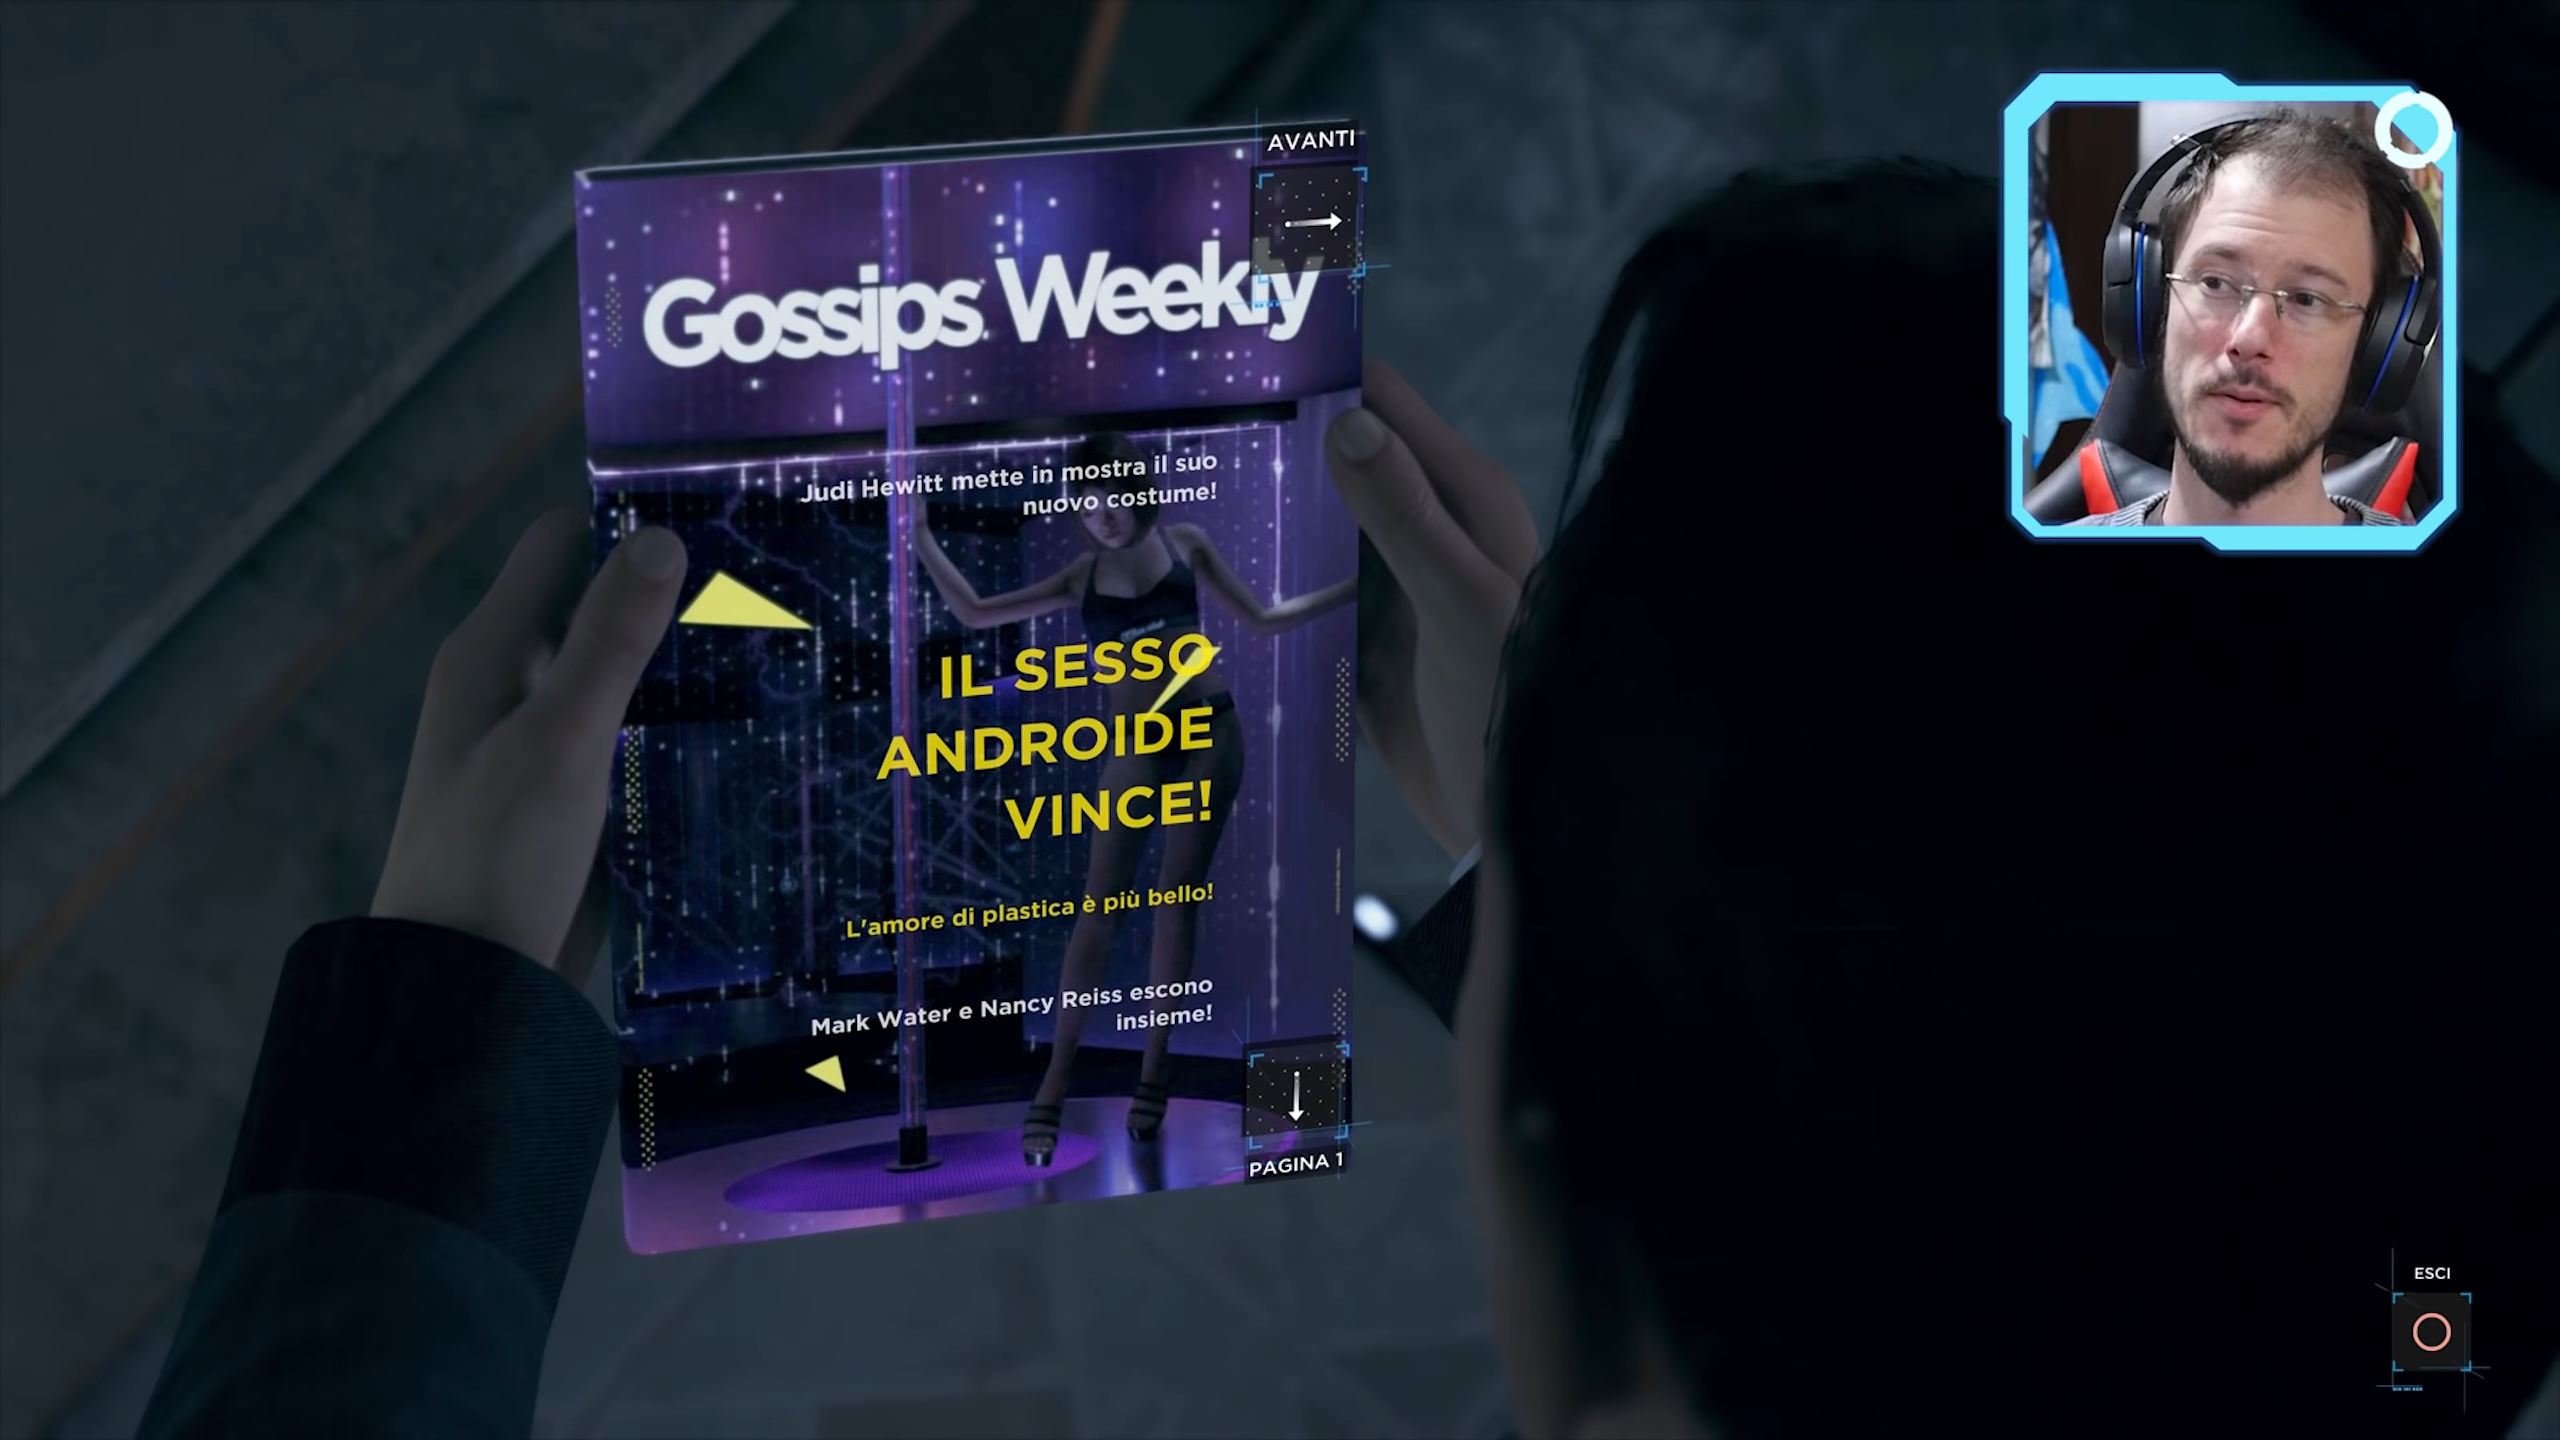 AVANTI
Gossips Weekly
Judi Hewitt mette in mostra il suo
nuovo costume!
IL SESSO
ANDROIDE
VINCE!
L'amore di plastica è più bello!
Mark Water e Nancy Reiss escono
insieme!
PAGINA 1
ESCI